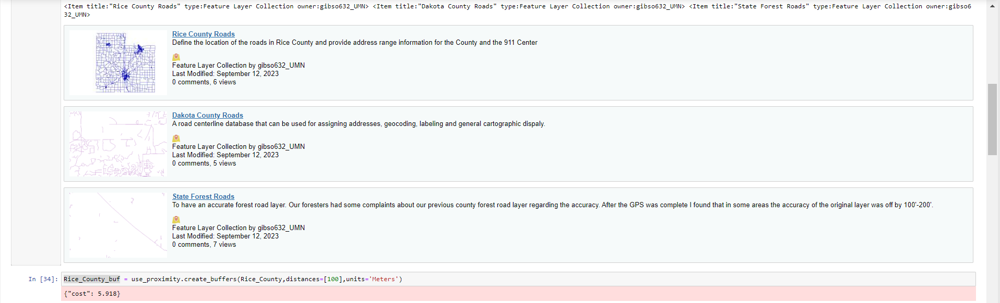 <Item title:"Rice County Roads" type:Feature Layer Collection owner:gibso632_UMN> <Item title:"Dakota County Roads" type:Feature Layer Collection owner:gibso632_UMN> <Item title:"State Forest Roads" type:Feature Layer Collection owner:gibso6
32_UMN>
Rice County Roads
Define the location of the roads in Rice County and provide address range information for the County and the 911 Center
Feature Layer Collection by gibso632_UMN
Last Modified: September 12, 2023
0 comments, 6 views
Dakota County Roads
A road centerline database that can be used for assigning addresses, geocoding, labeling and general cartographic dispaly.
Feature Layer Collection by gibso632_UMN
Last Modified: September 12, 2023
0 comments, 5 views
State Forest Roads
To have an accurate forest road layer. Our foresters had some complaints about our previous county forest road layer regarding the accuracy. After the GPS was complete I found that in some areas the accuracy of the original layer was off by 100'-200'.
Feature Layer Collection by gibso632_UMN
Last Modified: September 12, 2023
0 comments, 7 views
In [34]: Rice_County_buf = use_proximity.create_buffers(Rice_County,distances=[100],units='Meters')
{"cost": 5.918}